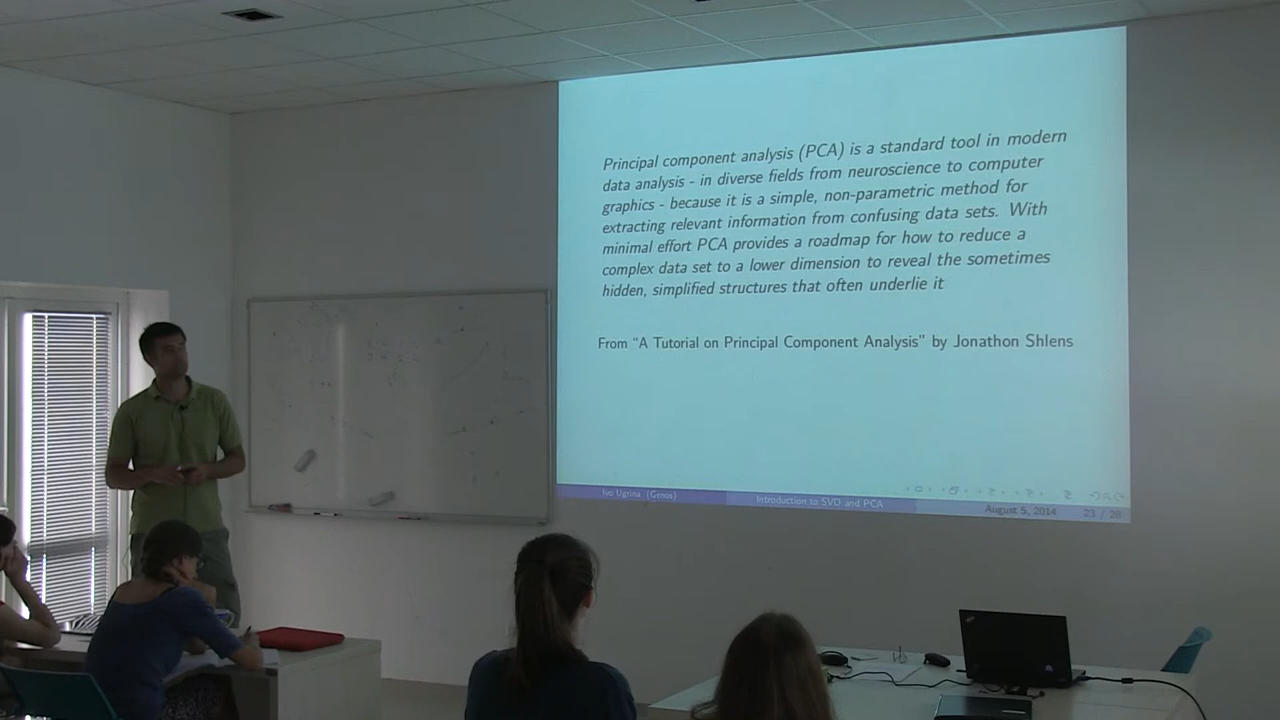 Principal component analysis (PCA) is a standard tool in modern
data analysis - in diverse fields from neuroscience to computer
graphics - because it is a simple, non-parametric method for
extracting relevant information from confusing data sets. With
minimal effort PCA provides a roadmap for how to reduce a
complex data set to a lower dimension to reveal the sometimes
hidden, simplified structures that often underlie it
From "A Tutorial on Principal Component Analysis" by Jonathon Shlens
Ivo Ugrina (Genos) Introduction to SVD and PCA August 5, 2014 23 / 28